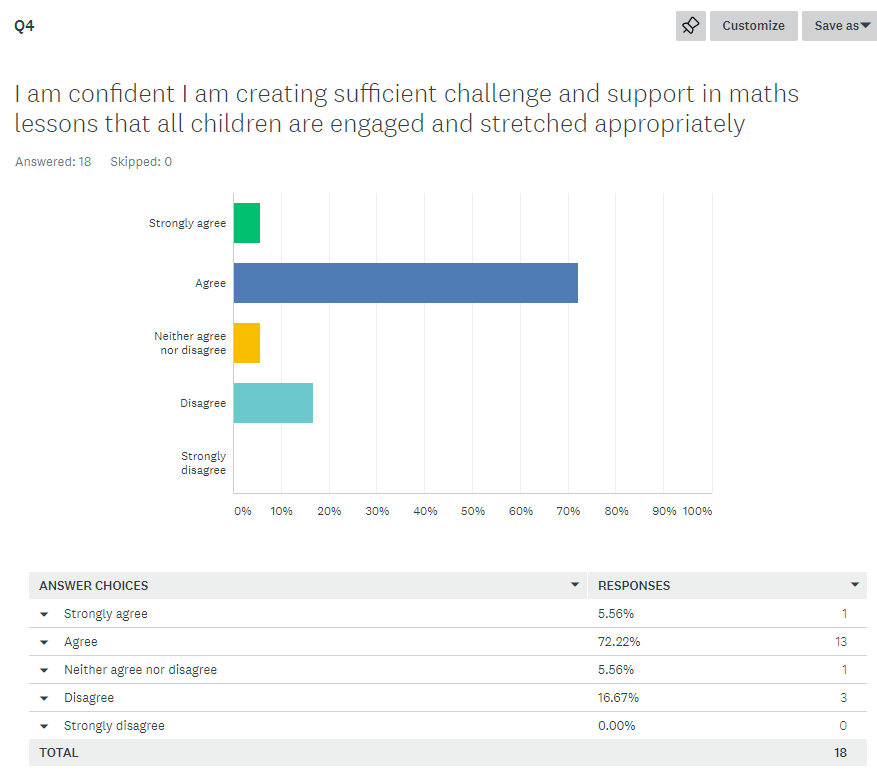 Q4
Customize
Save as
I am confident I am creating sufficient challenge and support in maths
lessons that all children are engaged and stretched appropriately
Answered: 18 Skipped: 0
Strongly agree
Agree
Neither agree
nor disagree
Disagree
Strongly
disagree
0% 10% 20% 30% 40% 50% 60% 70% 80% 90% 100%
ANSWER CHOICES RESPONSES
Strongly agree 5.56% 1
Agree 72.22% 13
Neither agree nor disagree 5.56% 1
Disagree 16.67% 3
Strongly disagree 0.00% 0
TOTAL 18